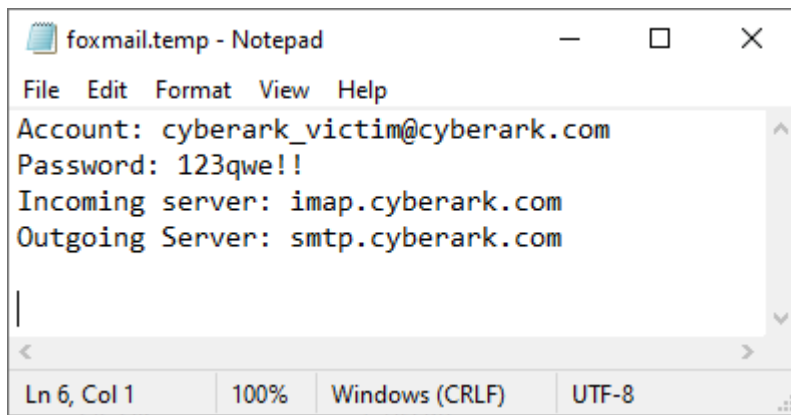 foxmail.temp - Notepad
File Edit Format View Help
Account: cyberark_victim@cyberark.com
Password: 123qwe!!
Incoming server: imap.cyberark.com
Outgoing Server: smtp.cyberark.com
Ln 6, Col 1 100% Windows (CRLF) UTF-8